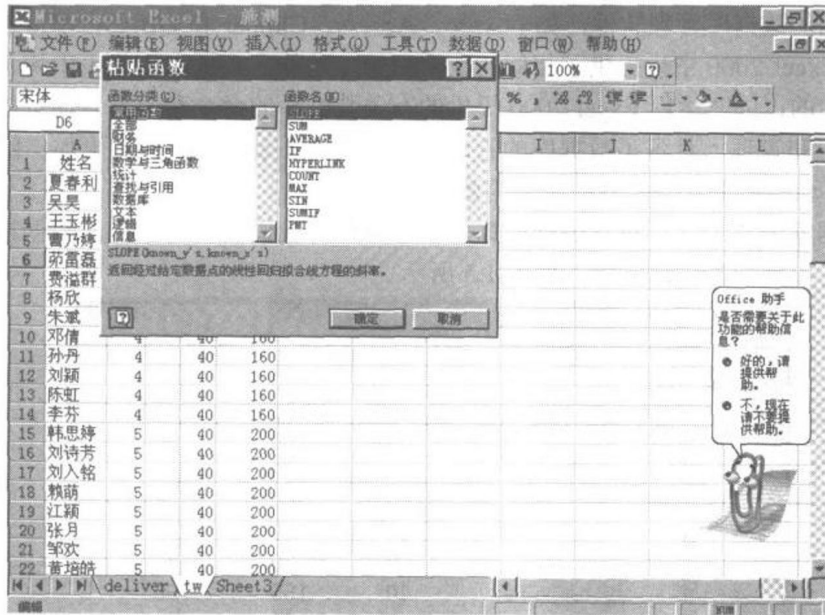 Microsoft Excel - 施测
文件(F) 编辑(E) 视图(V) 插入(I) 格式(O) 工具(T) 数据(D) 窗口(W) 帮助(H)
100%
宋体
D6
粘贴函数
函数分类(C):
函数名(N):
常用函数
全部
财务
日期与时间
数学与三角函数
统计
查找与引用
数据库
文本
逻辑
信息
SLOPE
SUM
AVERAGE
IF
HYPERLINK
COUNT
MAX
SIN
SUMIF
PMT
SLOPE(known_y's,known_x's)
返回经过给定数据点的线性回归拟合线方程的斜率。
确定 取消
A I J K L
1 姓名
2 夏春利
3 吴昊
4 王玉彬
5 曹乃婷
6 茆富磊
7 费溢群
8 杨欣
9 朱斌
10 邓倩 4 40 160
11 孙丹 4 40 160
12 刘颖 4 40 160
13 陈虹 4 40 160
14 李芬 4 40 160
15 韩思婷 5 40 200
16 刘诗芳 5 40 200
17 刘入铭 5 40 200
18 赖萌 5 40 200
19 江颖 5 40 200
20 张月 5 40 200
21 邹欢 5 40 200
22 黄培皓 5 40 200
Office 助手
是否需要关于此
功能的帮助信
息?
好的,请
提供帮
助。
不,现在
请不要提
供帮助。
deliver tw Sheet3
编辑